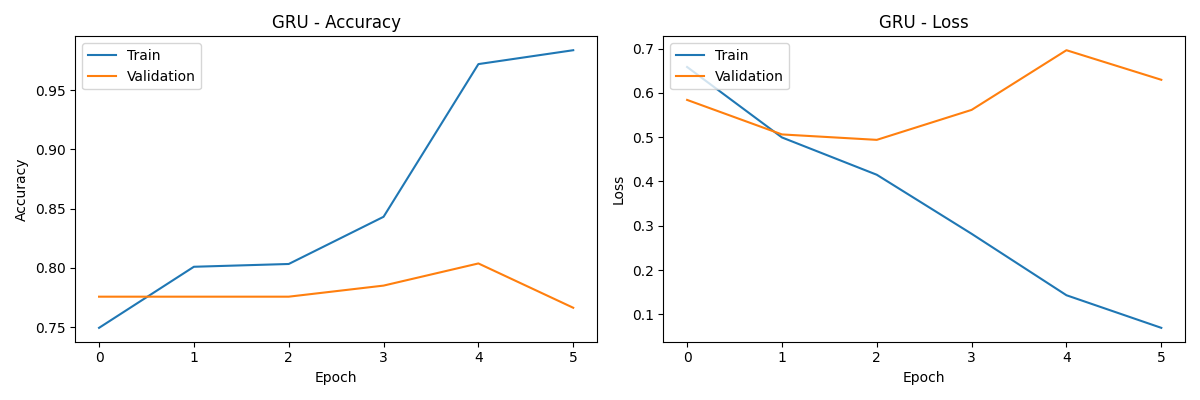 GRU - Accuracy
Train
Validation
0.95
0.90
0.85
0.80
0.75
Accuracy
0 1 2 3 4 5
Epoch
GRU - Loss
Train
Validation
0.7
0.6
0.5
0.4
0.3
0.2
0.1
Loss
0 1 2 3 4 5
Epoch